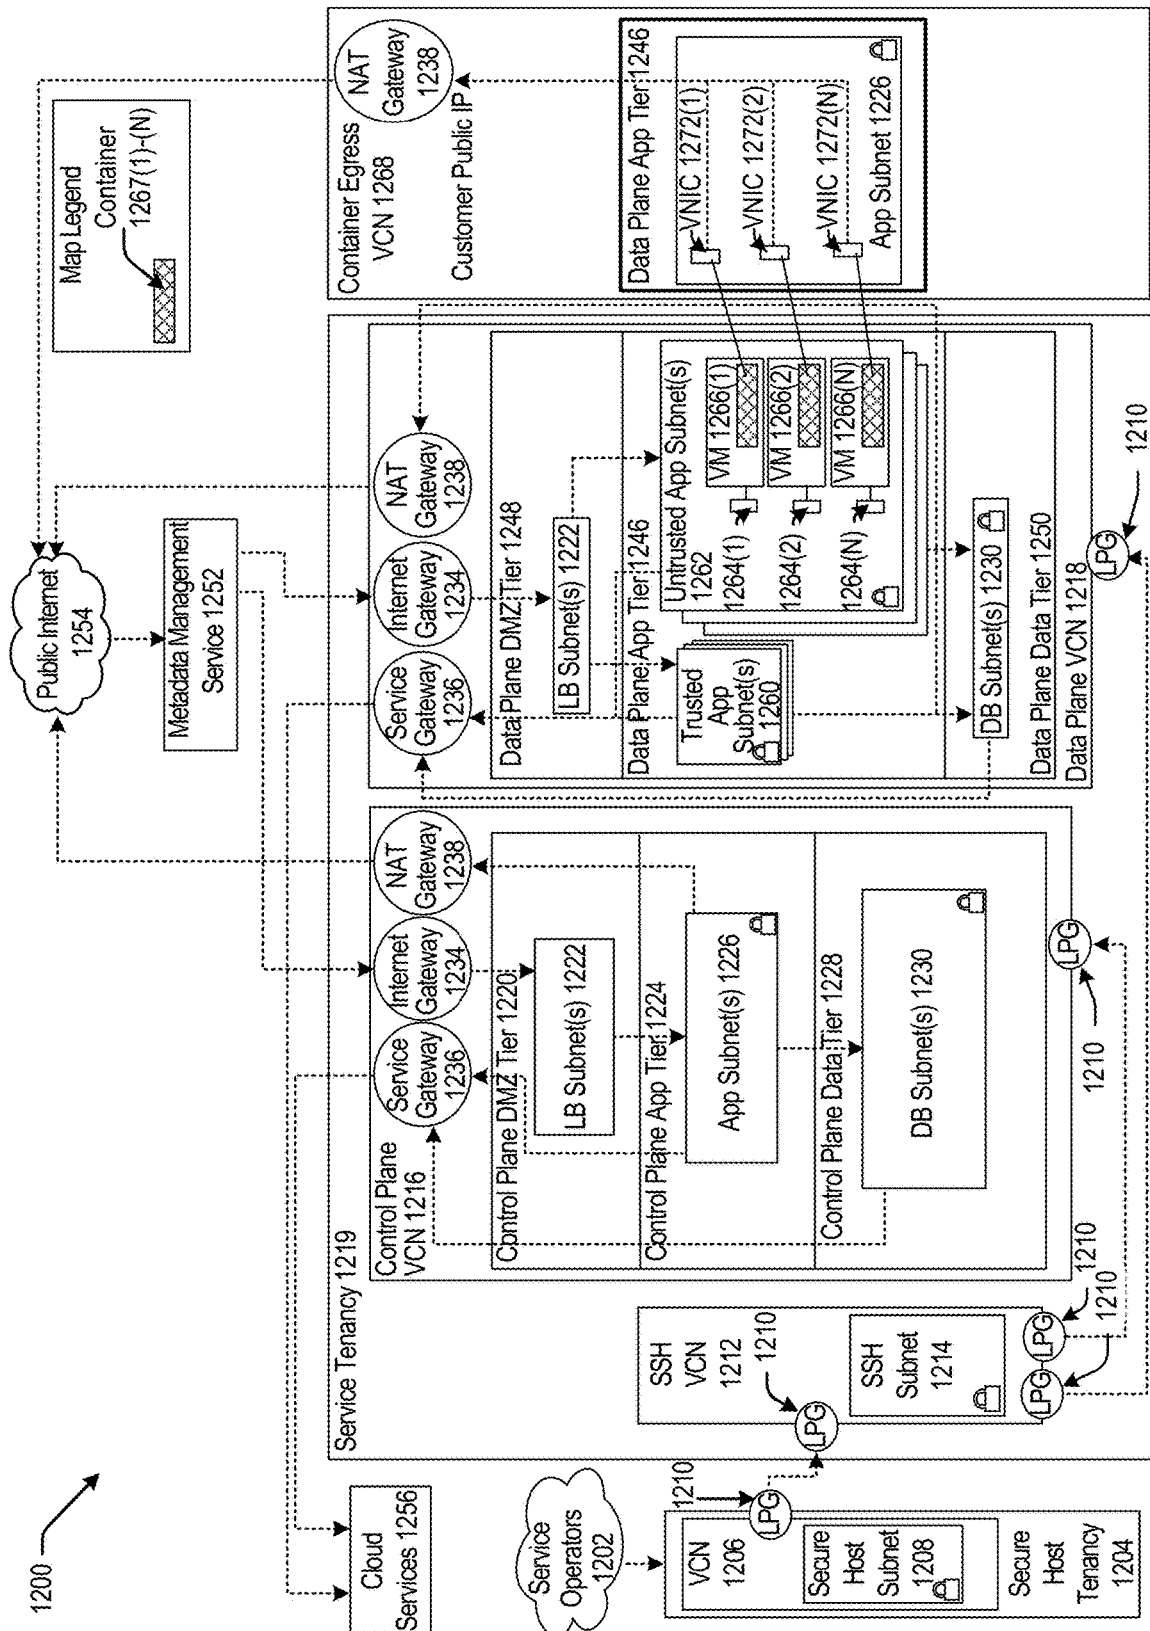 1200
Cloud
Services 1256
Service
Operators
1202
VCN
1206
Secure
Host
Subnet
1208
Secure
Host
Tenancy
1204
LPG
1210
Service Tenancy 1219
SSH
VCN
1212
1210
LPG
SSH
Subnet
1214
LPG
LPG
1210
1210
Control Plane
VCN 1216
Service
Gateway
1236
Internet
Gateway
1234
NAT
Gateway
1238
Control Plane DMZ Tier 1220
LB Subnet(s) 1222
Control Plane App Tier 1224
App Subnet(s) 1226
Control Plane Data Tier 1228
DB Subnet(s) 1230
LPG
1210
Public Internet
1254
Metadata Management
Service 1252
Service
Gateway
1236
Internet
Gateway
1234
NAT
Gateway
1238
Data Plane DMZ Tier 1248
LB Subnet(s) 1222
Data Plane App Tier 1246
Trusted
App
Subnet(s)
1260
Untrusted App Subnet(s)
1262
1264(1)
VM 1266(1)
1264(2)
VM 1266(2)
1264(N)
VM 1266(N)
DB Subnet(s) 1230
Data Plane Data Tier 1250
Data Plane VCN 1218
LPG
1210
Map Legend
Container
1267(1)-(N)
Container Egress
VCN 1268
NAT
Gateway
1238
Customer Public IP
Data Plane App Tier 1246
VNIC 1272(1)
VNIC 1272(2)
VNIC 1272(N)
App Subnet 1226